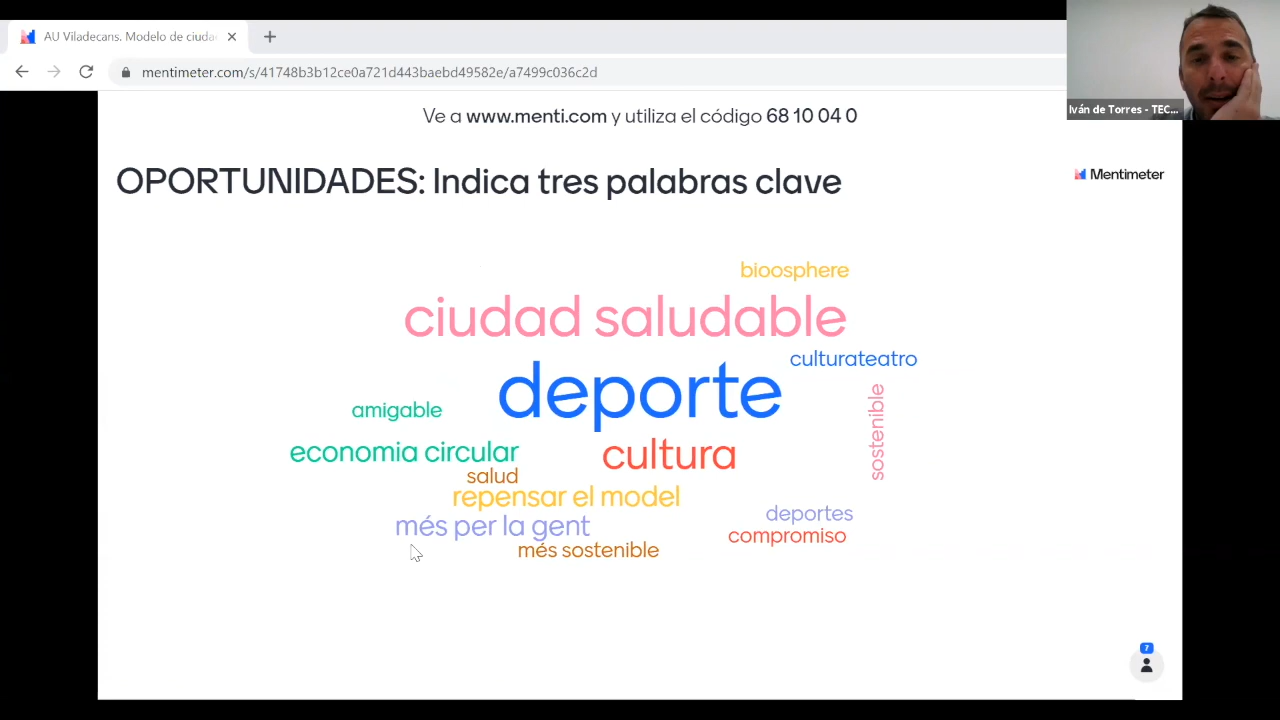 AU Viladecans. Modelo de ciuda
mentimeter.com/s/41748b3b12ce0a721d443baebd49582e/a7499c036c2d
Iván de Torres - TEC...
Ve a www.menti.com y utiliza el código 68 10 04 0
OPORTUNIDADES: Indica tres palabras clave
Mentimeter
bioosphere
ciudad saludable
culturateatro
deporte
sostenible
amigable
economia circular
cultura
salud
repensar el model
deportes
més per la gent
compromiso
més sostenible
7